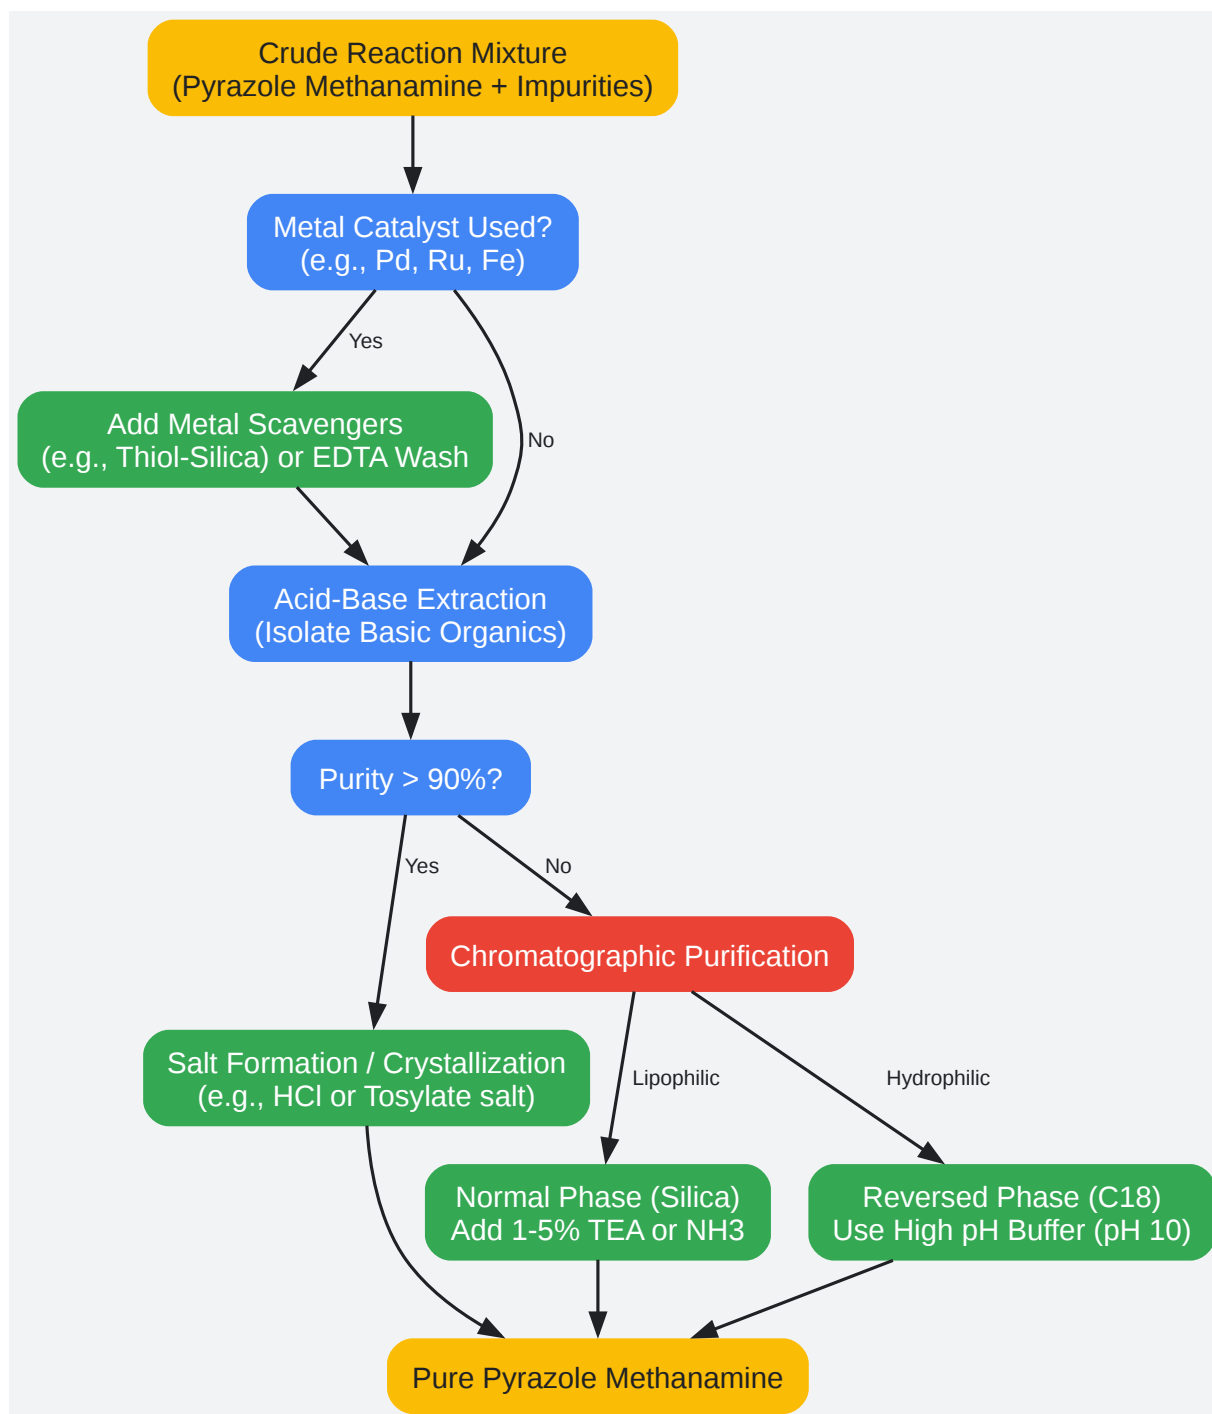 Crude Reaction Mixture
(Pyrazole Methanamine + Impurities)
Metal Catalyst Used?
(e.g., Pd, Ru, Fe)
Yes
No
Add Metal Scavengers
(e.g., Thiol-Silica) or EDTA Wash
Acid-Base Extraction
(Isolate Basic Organics)
Purity > 90%?
Yes
No
Chromatographic Purification
Salt Formation / Crystallization
(e.g., HCl or Tosylate salt)
Lipophilic
Hydrophilic
Normal Phase (Silica)
Add 1-5% TEA or NH3
Reversed Phase (C18)
Use High pH Buffer (pH 10)
Pure Pyrazole Methanamine